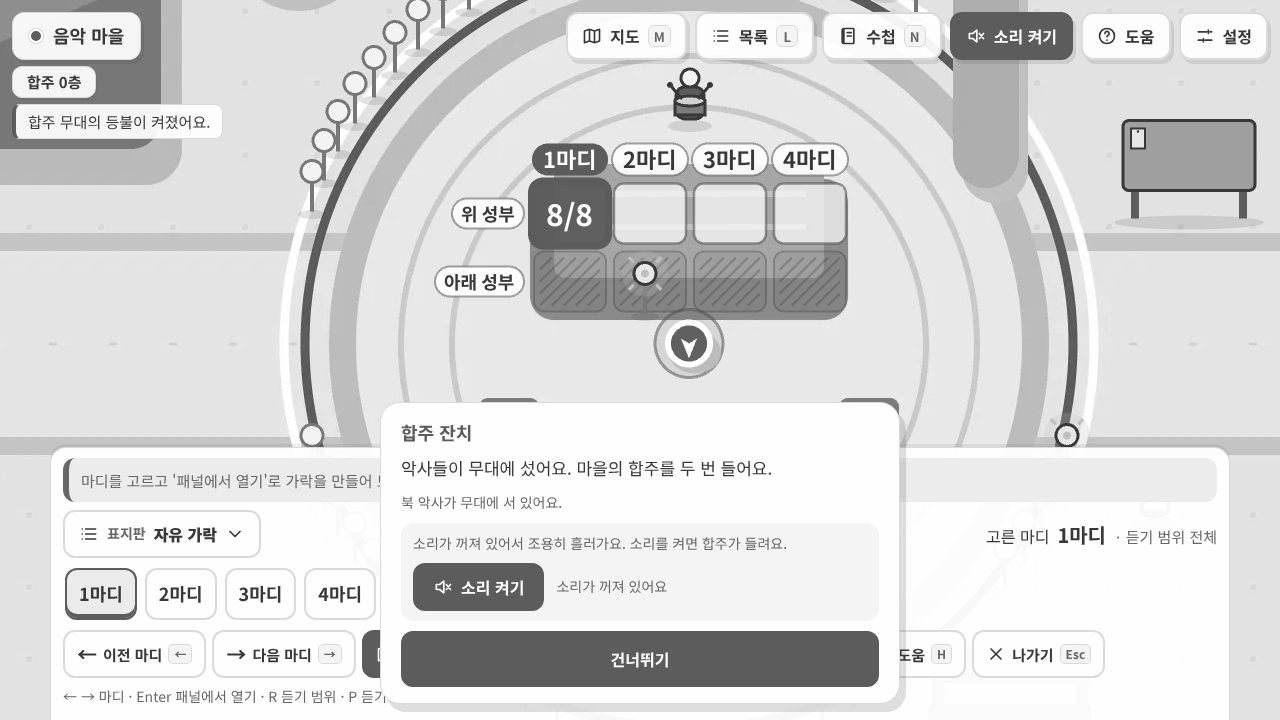 음악 마을
지도 M
목록 L
수첩 N
소리 켜기
도움
설정
합주 0층
합주 무대의 등불이 켜졌어요.
1마디 2마디 3마디 4마디
위 성부 8/8
아래 성부
합주 잔치
악사들이 무대에 섰어요. 마을의 합주를 두 번 들어요.
북 악사가 무대에 서 있어요.
소리가 꺼져 있어서 조용히 흘러가요. 소리를 켜면 합주가 들려요.
소리 켜기 소리가 꺼져 있어요
건너뛰기
마디를 고르고 '패널에서 열기'로 가락을 만들어
표지판 자유 가락
고른 마디 1마디 · 듣기 범위 전체
1마디 2마디 3마디 4마디
← 이전 마디 ←
→ 다음 마디 →
도움 H
나가기 Esc
← → 마디 · Enter 패널에서 열기 · R 듣기 범위 · P 듣기